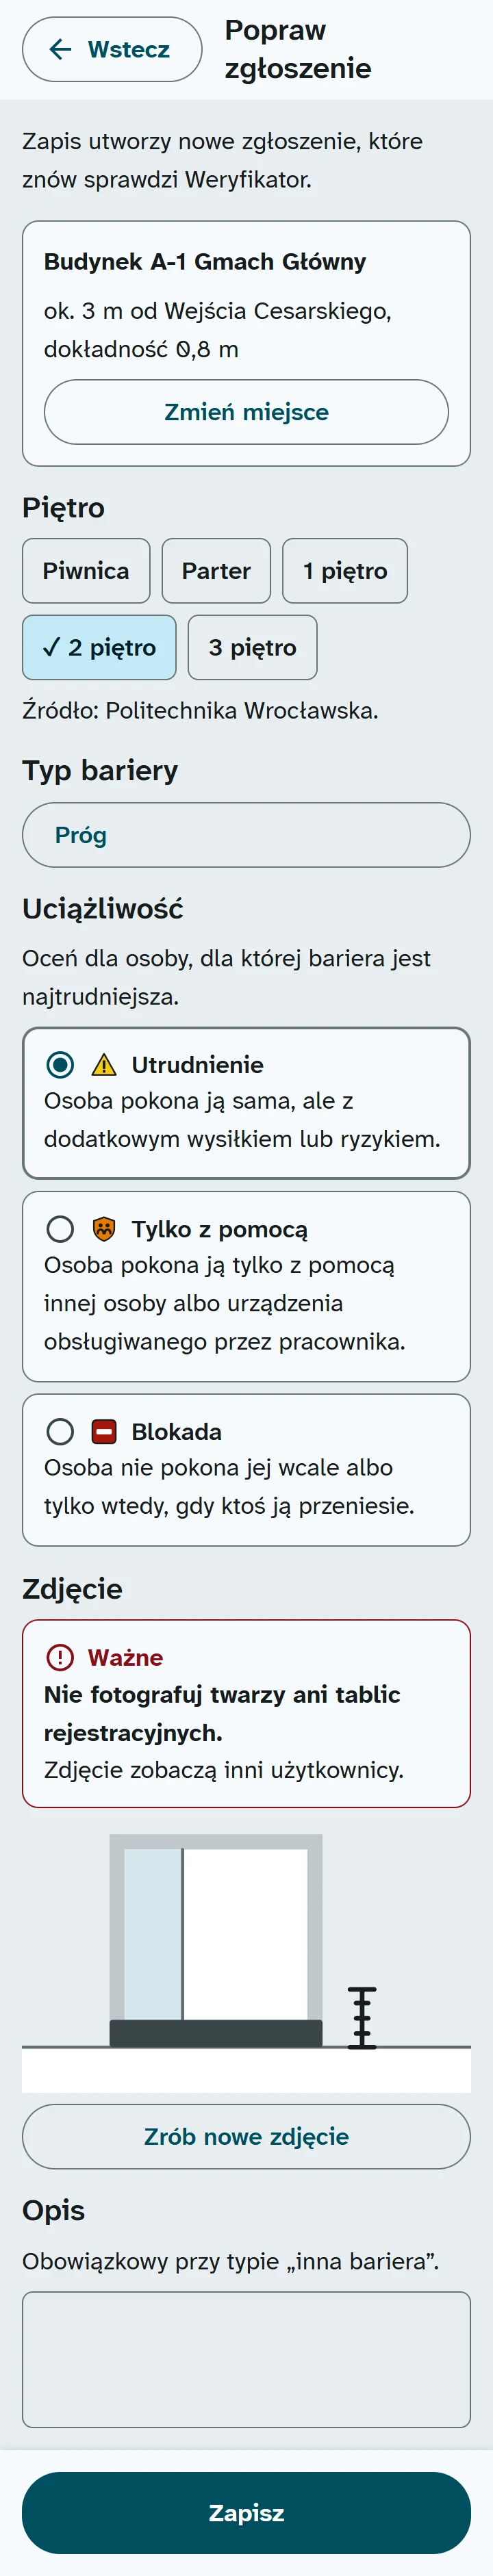 Wstecz
Popraw
zgłoszenie
Zapis utworzy nowe zgłoszenie, które
znów sprawdzi Weryfikator.
Budynek A-1 Gmach Główny
ok. 3 m od Wejścia Cesarskiego,
dokładność 0,8 m
Zmień miejsce
Piętro
Piwnica
Parter
1 piętro
✓ 2 piętro
3 piętro
Źródło: Politechnika Wrocławska.
Typ bariery
Próg
Uciążliwość
Oceń dla osoby, dla której bariera jest
najtrudniejsza.
Utrudnienie
Osoba pokona ją sama, ale z
dodatkowym wysiłkiem lub ryzykiem.
Tylko z pomocą
Osoba pokona ją tylko z pomocą
innej osoby albo urządzenia
obsługiwanego przez pracownika.
Blokada
Osoba nie pokona jej wcale albo
tylko wtedy, gdy ktoś ją przeniesie.
Zdjęcie
Ważne
Nie fotografuj twarzy ani tablic
rejestracyjnych.
Zdjęcie zobaczą inni użytkownicy.
Zrób nowe zdjęcie
Opis
Obowiązkowy przy typie „inna bariera”.
Zapisz